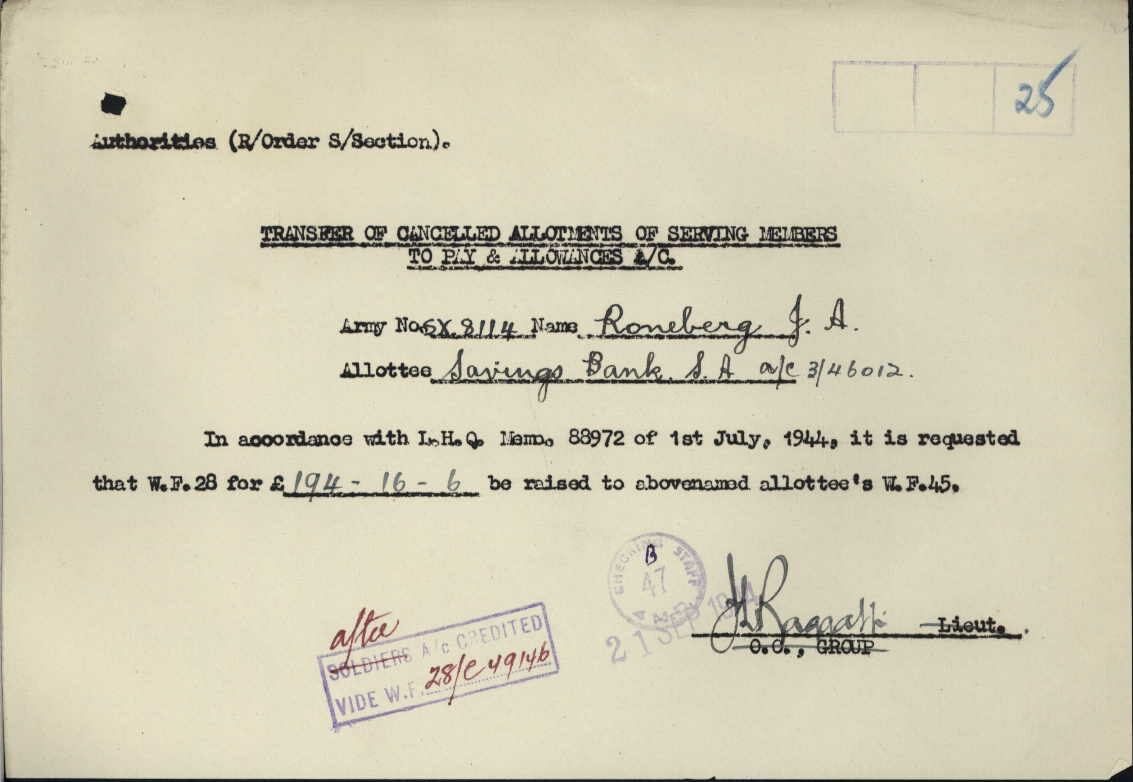 25
Authorities (R/Order S/Section).
TRANSFER OF CANCELLED ALLOTMENTS OF SERVING MEMBERS
TO PAY & ALLOWANCES A/C.
Army No. SX.8114 Name Roneberg J. A.
Allottee Savings Bank S.A a/c 3/46012.
In accordance with L.H.Q. Memo. 88972 of 1st July, 1944, it is requested
that W.F.28 for £194-16-6 be raised to abovenamed allottee's W.F.45.
CHECKING STAFF
B
47
21 SEP 1944
Lieut.
O.C., GROUP
SOLDIERS A/c CREDITED
VIDE W.F. 28/C 49146